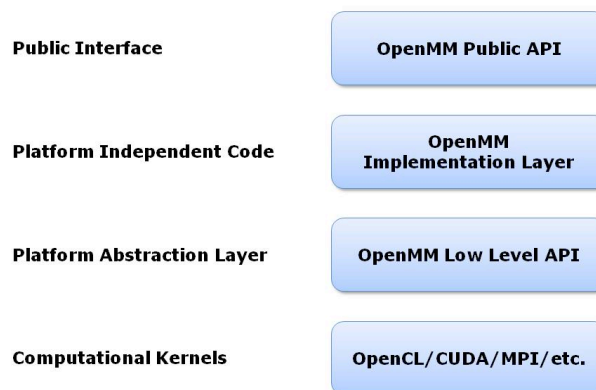 Public Interface
OpenMM Public API
Platform Independent Code
OpenMM
Implementation Layer
Platform Abstraction Layer
OpenMM Low Level API
Computational Kernels
OpenCL/CUDA/MPI/etc.